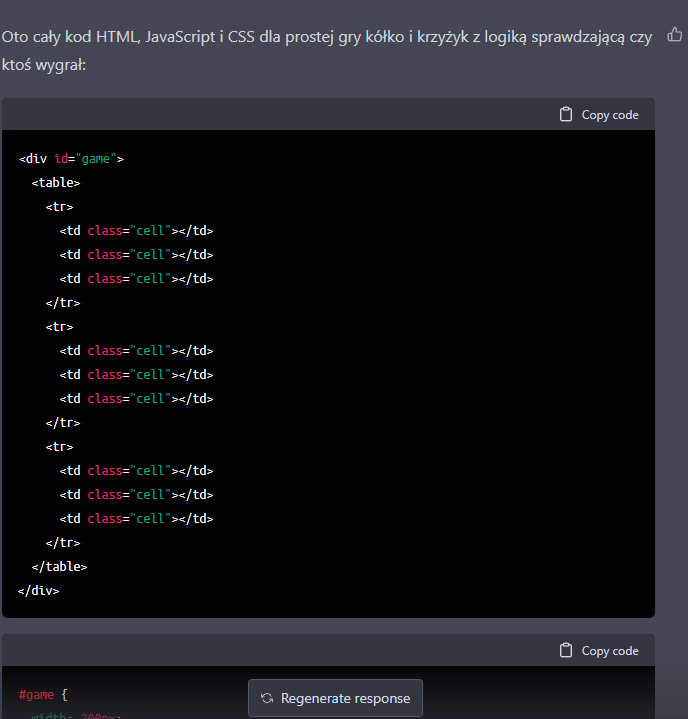 Oto cały kod HTML, JavaScript i CSS dla prostej gry kółko i krzyżyk z logiką sprawdzającą czy
ktoś wygrał:
Copy code
<div id="game">
  <table>
    <tr>
      <td class="cell"></td>
      <td class="cell"></td>
      <td class="cell"></td>
    </tr>
    <tr>
      <td class="cell"></td>
      <td class="cell"></td>
      <td class="cell"></td>
    </tr>
    <tr>
      <td class="cell"></td>
      <td class="cell"></td>
      <td class="cell"></td>
    </tr>
  </table>
</div>
Copy code
#game {
  width: 300px;
Regenerate response